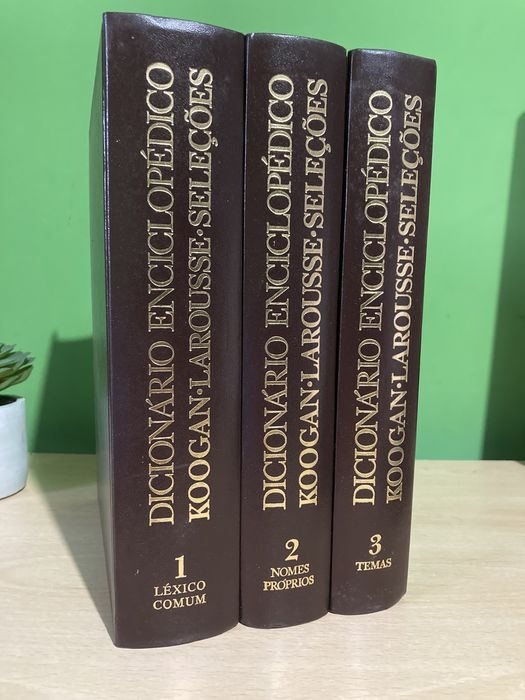 DICIONÁRIO ENCICLOPÉDICO
KOOGAN·LAROUSSE·SELEÇÕES
1
LÉXICO
COMUM
DICIONÁRIO ENCICLOPÉDICO
KOOGAN·LAROUSSE·SELEÇÕES
2
NOMES
PRÓPRIOS
DICIONÁRIO ENCICLOPÉDICO
KOOGAN·LAROUSSE·SELEÇÕES
3
TEMAS